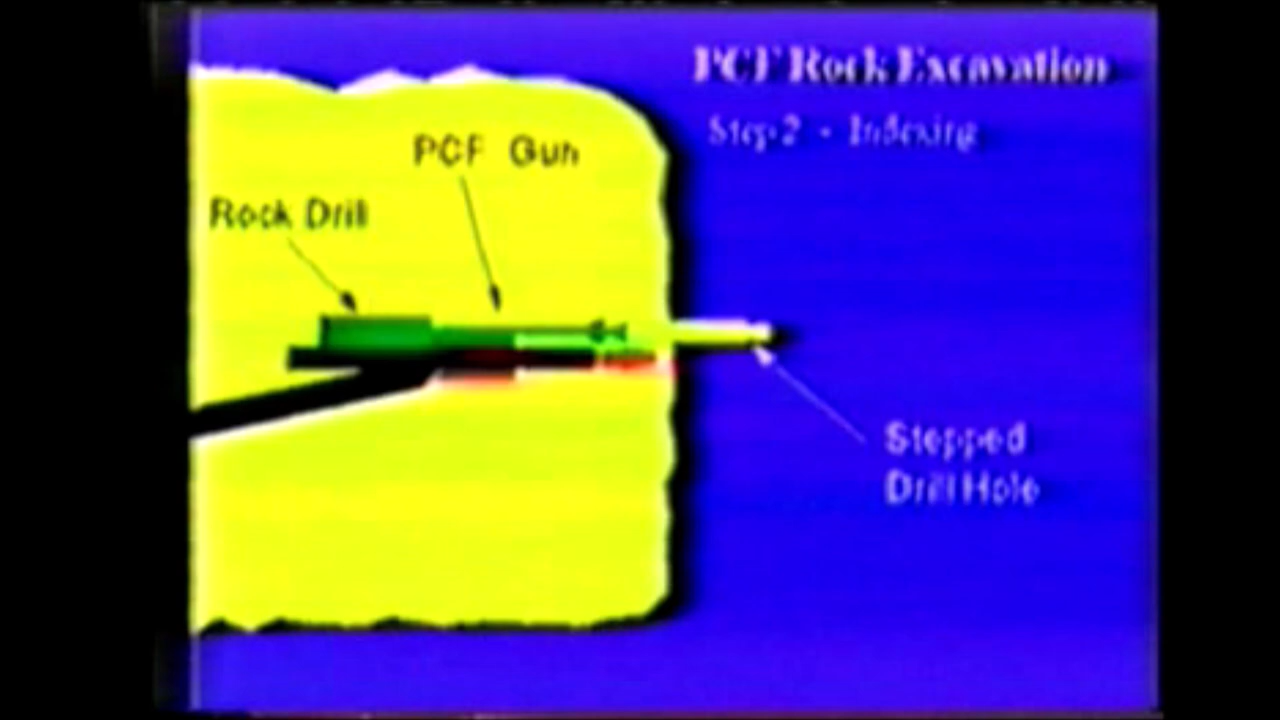 PCF Rock Excavation
Step 2 - Indexing
PCF Gun
Rock Drill
Stepped
Drill Hole